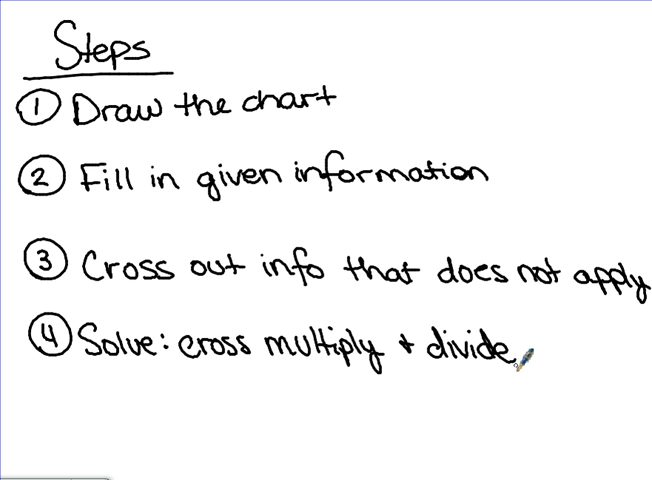 Steps
① Draw the chart
② Fill in given information
③ Cross out info that does not apply
④ Solve: cross multiply + divide